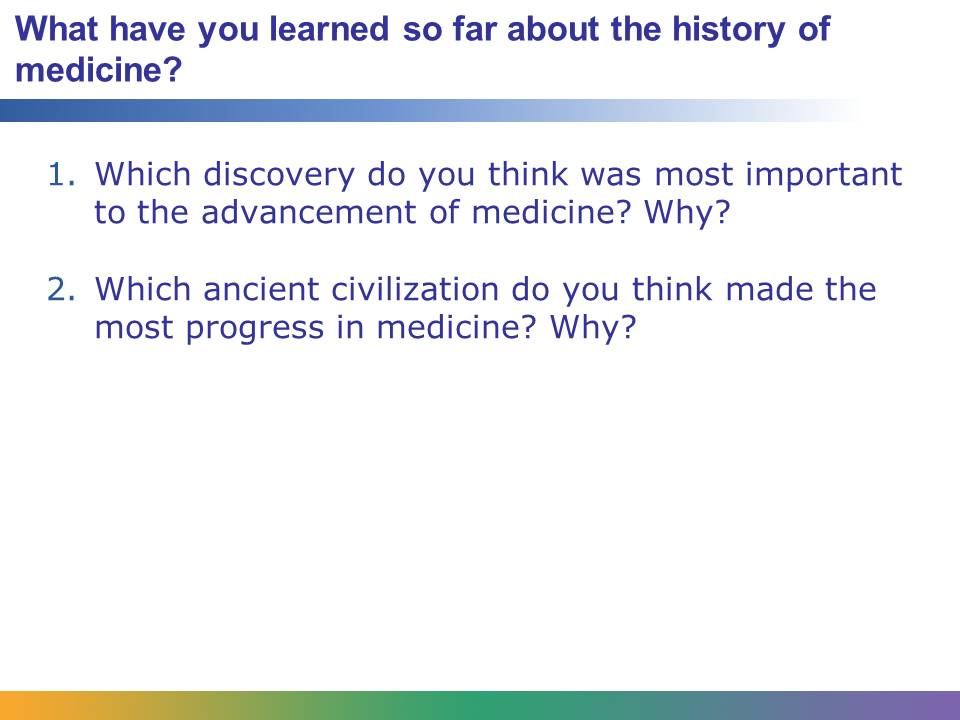 What have you learned so far about the history of
medicine?
1. Which discovery do you think was most important
to the advancement of medicine? Why?
2. Which ancient civilization do you think made the
most progress in medicine? Why?